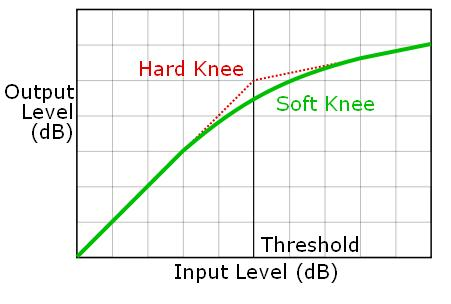 Hard Knee
Output
Level
(dB)
Soft Knee
Threshold
Input Level (dB)